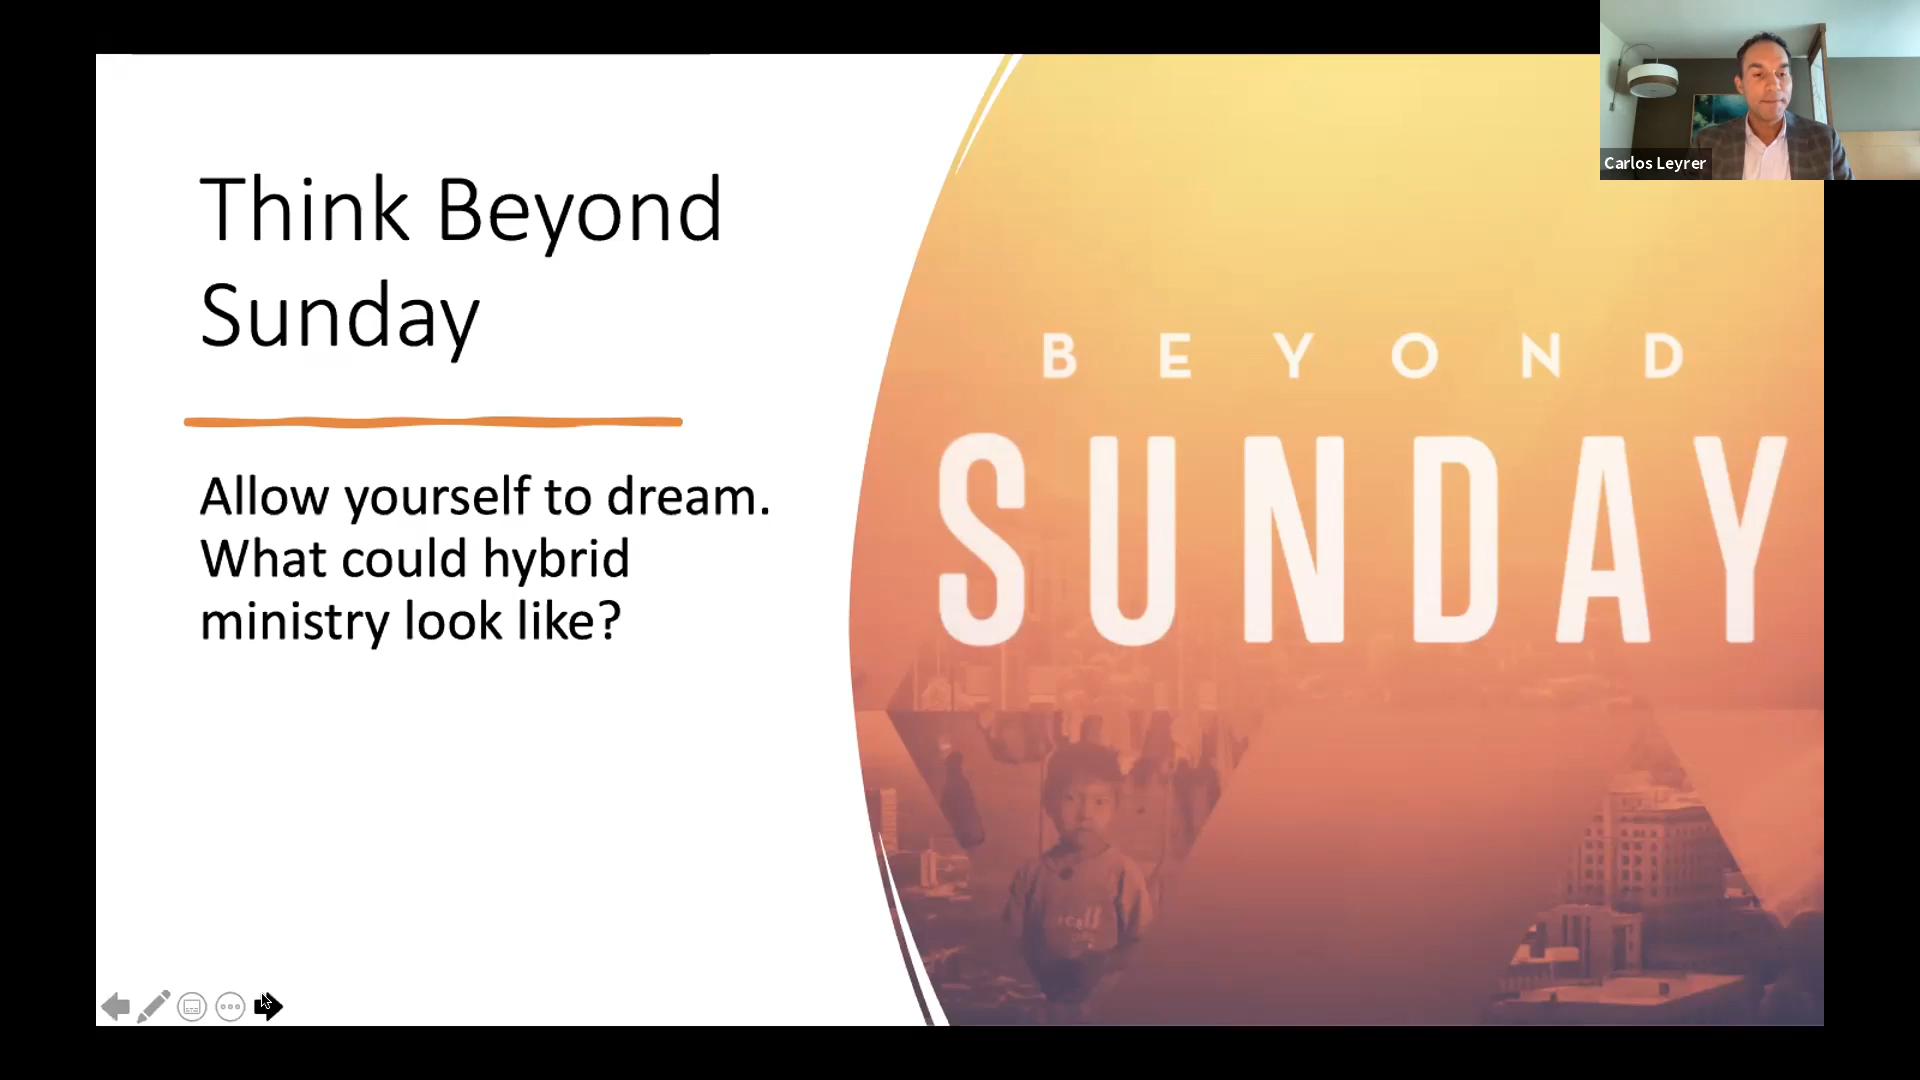 Carlos Leyrer
Think Beyond
Sunday
Allow yourself to dream.
What could hybrid
ministry look like?
BEYOND
SUNDAY